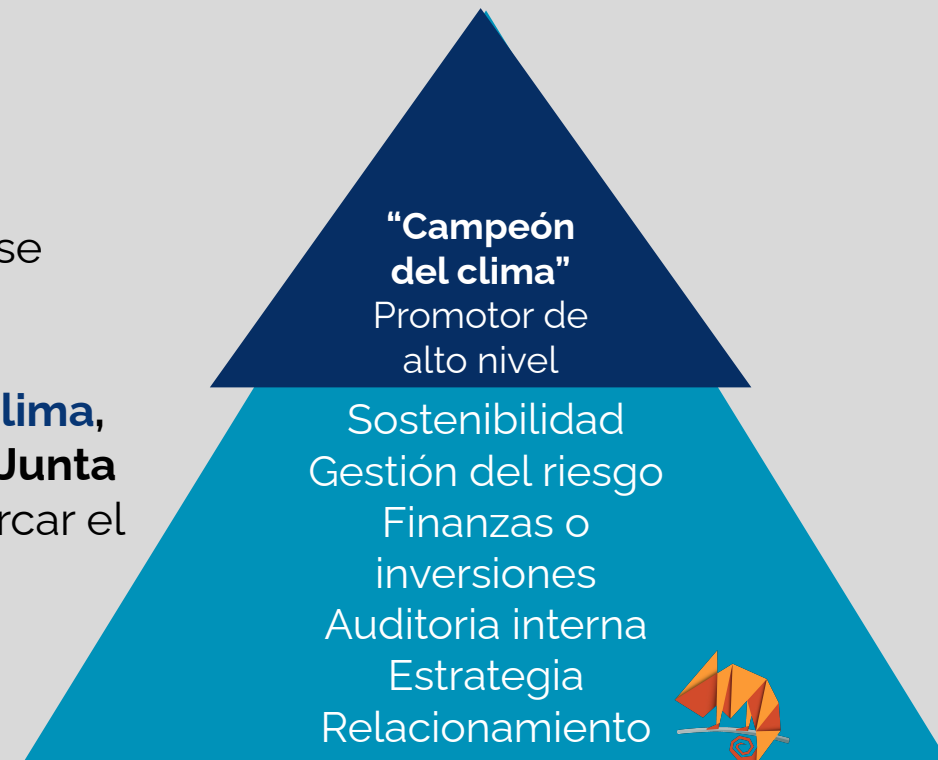 “Campeón
del clima”
Promotor de
alto nivel
Sostenibilidad
Gestión del riesgo
Finanzas o
inversiones
Auditoria interna
Estrategia
Relacionamiento
se
lima,
Junta
rcar el